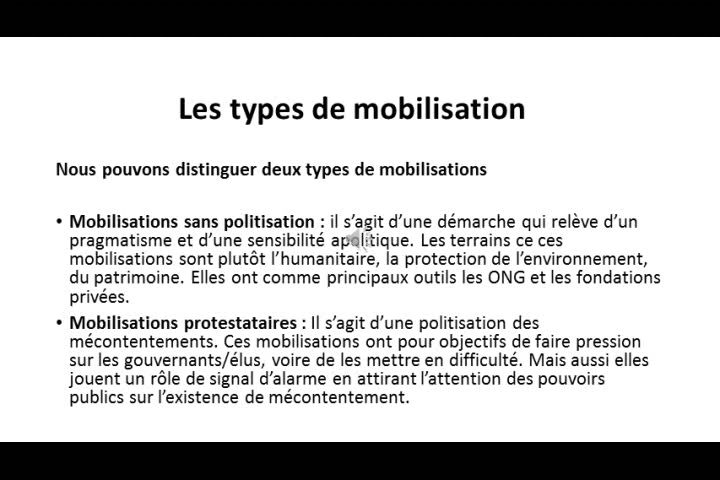 Les types de mobilisation
Nous pouvons distinguer deux types de mobilisations
• Mobilisations sans politisation : il s’agit d’une démarche qui relève d’un
pragmatisme et d’une sensibilité apolitique. Les terrains ce ces
mobilisations sont plutôt l’humanitaire, la protection de l’environnement,
du patrimoine. Elles ont comme principaux outils les ONG et les fondations
privées.
• Mobilisations protestataires : Il s’agit d’une politisation des
mécontentements. Ces mobilisations ont pour objectifs de faire pression
sur les gouvernants/élus, voire de les mettre en difficulté. Mais aussi elles
jouent un rôle de signal d’alarme en attirant l’attention des pouvoirs
publics sur l’existence de mécontentement.